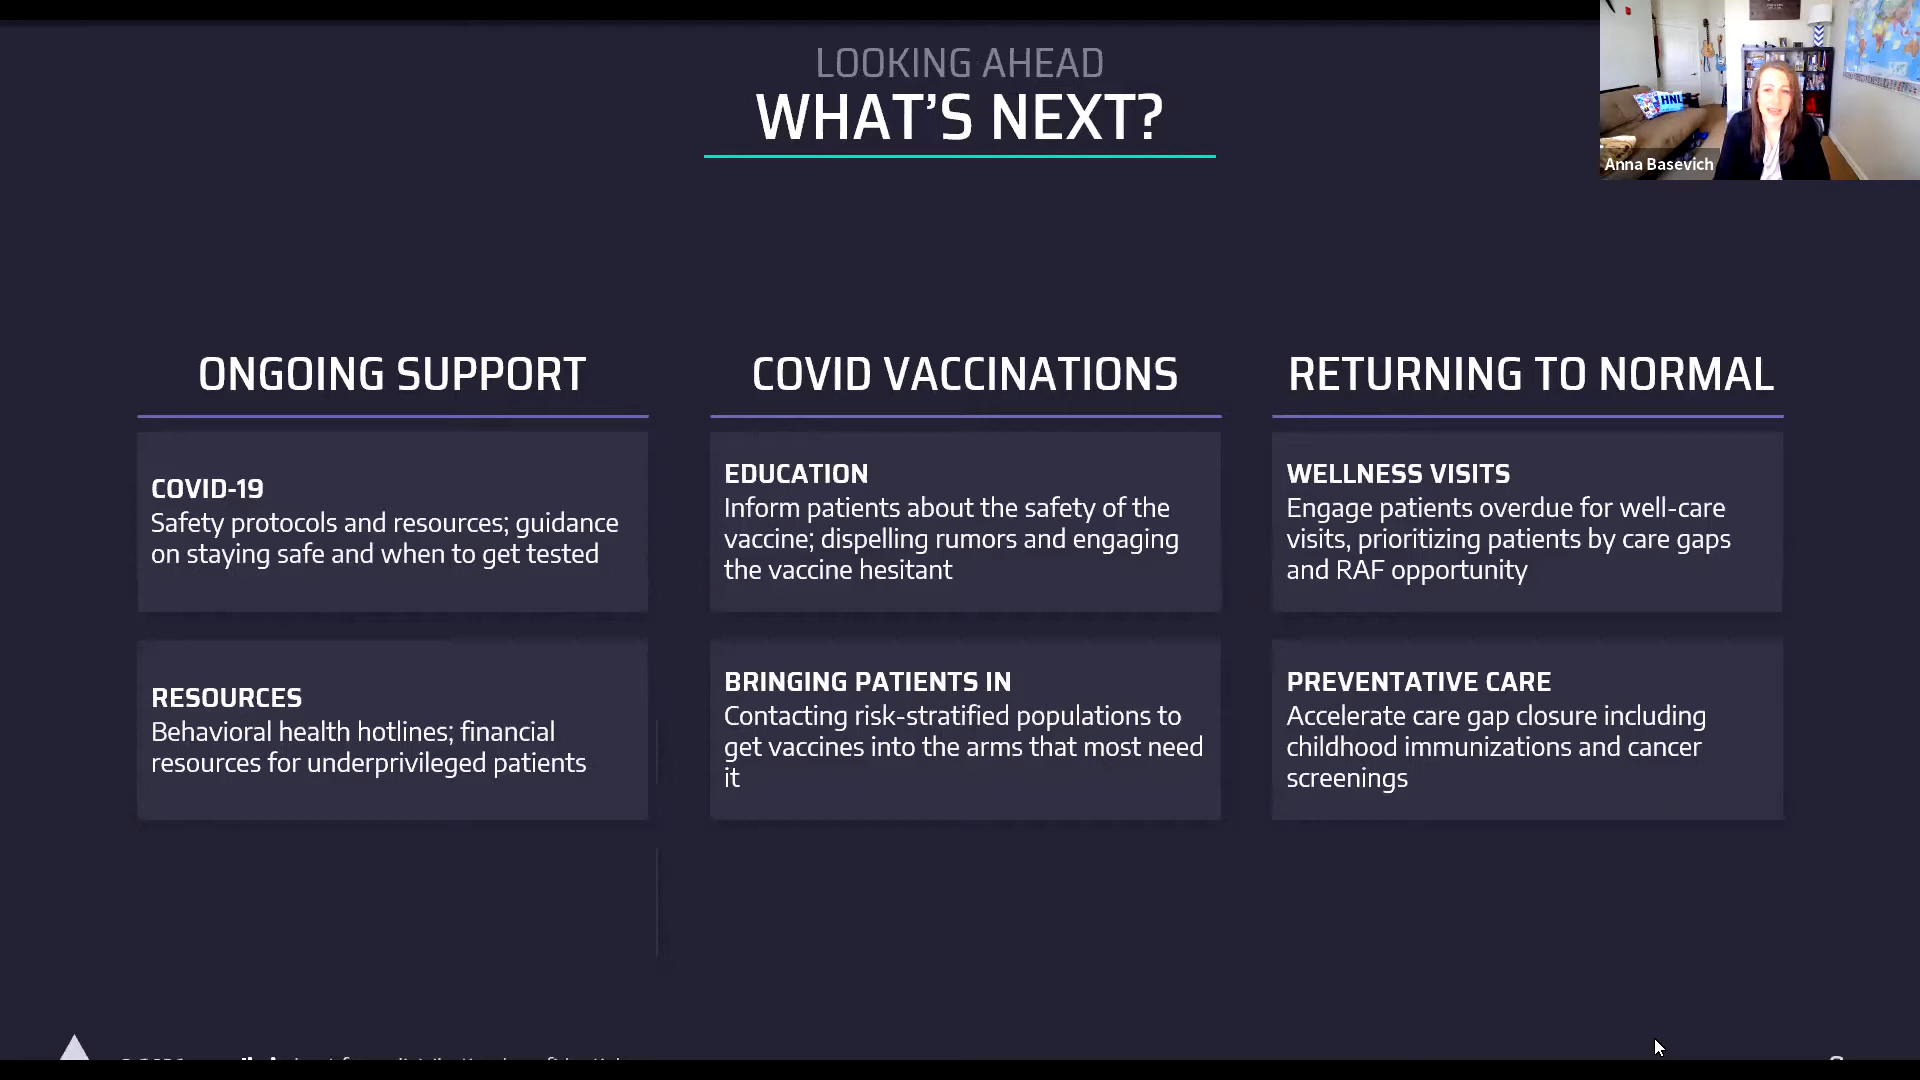 LOOKING AHEAD
WHAT'S NEXT?
HNL
Anna Basevich
ONGOING SUPPORT
COVID-19
Safety protocols and resources; guidance
on staying safe and when to get tested
RESOURCES
Behavioral health hotlines; financial
resources for underprivileged patients
COVID VACCINATIONS
EDUCATION
Inform patients about the safety of the
vaccine; dispelling rumors and engaging
the vaccine hesitant
BRINGING PATIENTS IN
Contacting risk-stratified populations to
get vaccines into the arms that most need
it
RETURNING TO NORMAL
WELLNESS VISITS
Engage patients overdue for well-care
visits, prioritizing patients by care gaps
and RAF opportunity
PREVENTATIVE CARE
Accelerate care gap closure including
childhood immunizations and cancer
screenings